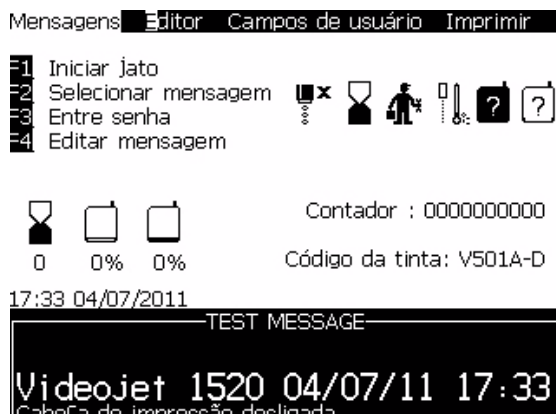 Mensagens Editor Campos de usuário Imprimir
F1 Iniciar jato
F2 Selecionar mensagem
F3 Entre senha
F4 Editar mensagem
? ?
Contador : 0000000000
0 0% 0% Código da tinta: V501A-D
17:33 04/07/2011
TEST MESSAGE
Videojet 1520 04/07/11 17:33
Cabeça de impressão desligada